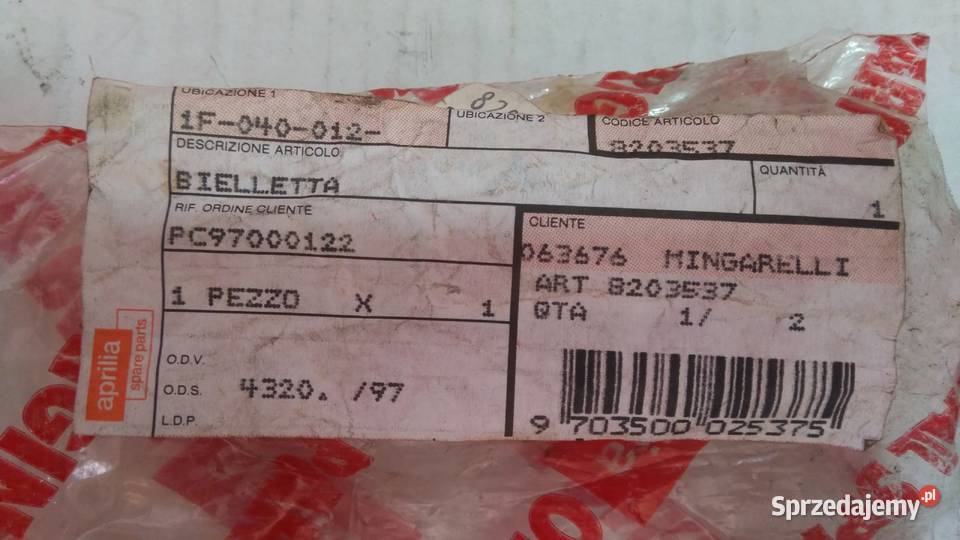 8
UBICAZIONE 1
UBICAZIONE 2
CODICE ARTICOLO
1F-040-012-
8203537
DESCRIZIONE ARTICOLO
QUANTITÀ
BIELLETTA
1
RIF. ORDINE CLIENTE
CLIENTE
PC97000122
063676 MINGARELLI
ART 8203537
1 PEZZO X 1
QTA 1/ 2
aprilia
spare parts
O.D.V.
O.D.S. 4320. /97
L.D.P.
9 703500 025375
Sprzedajemy.pl